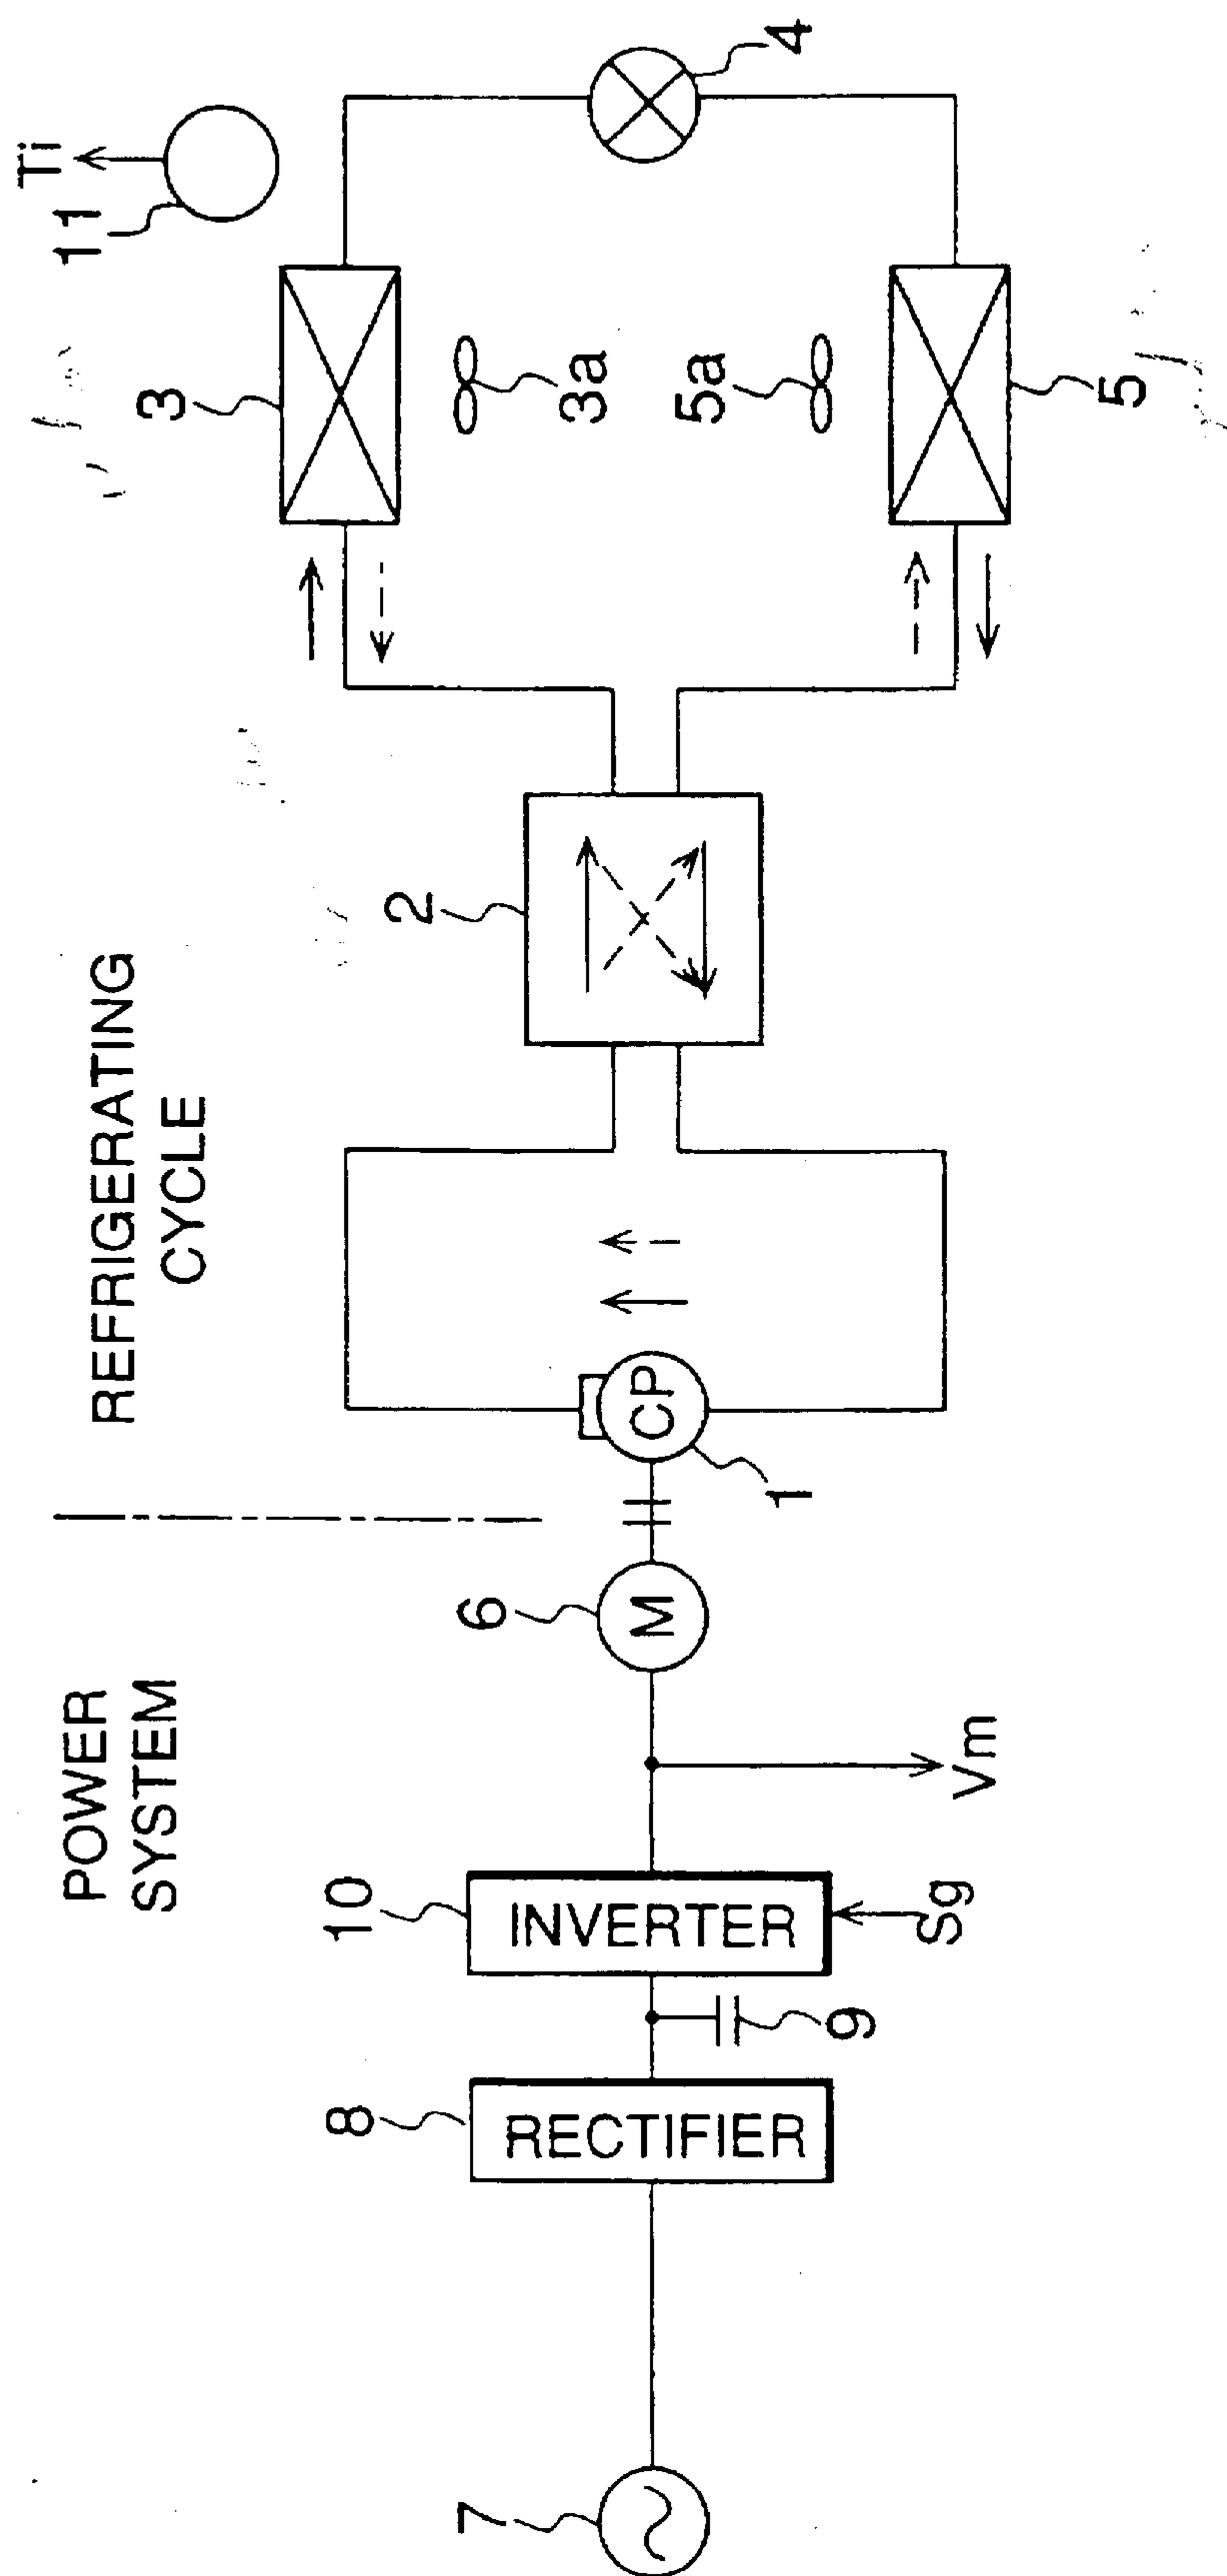 POWER
SYSTEM
REFRIGERATING
CYCLE
7
8
RECTIFIER
9
10
INVERTER
Sg
Vm
6
M
CP
1
2
3
3a
5a
5
11
Ti
4